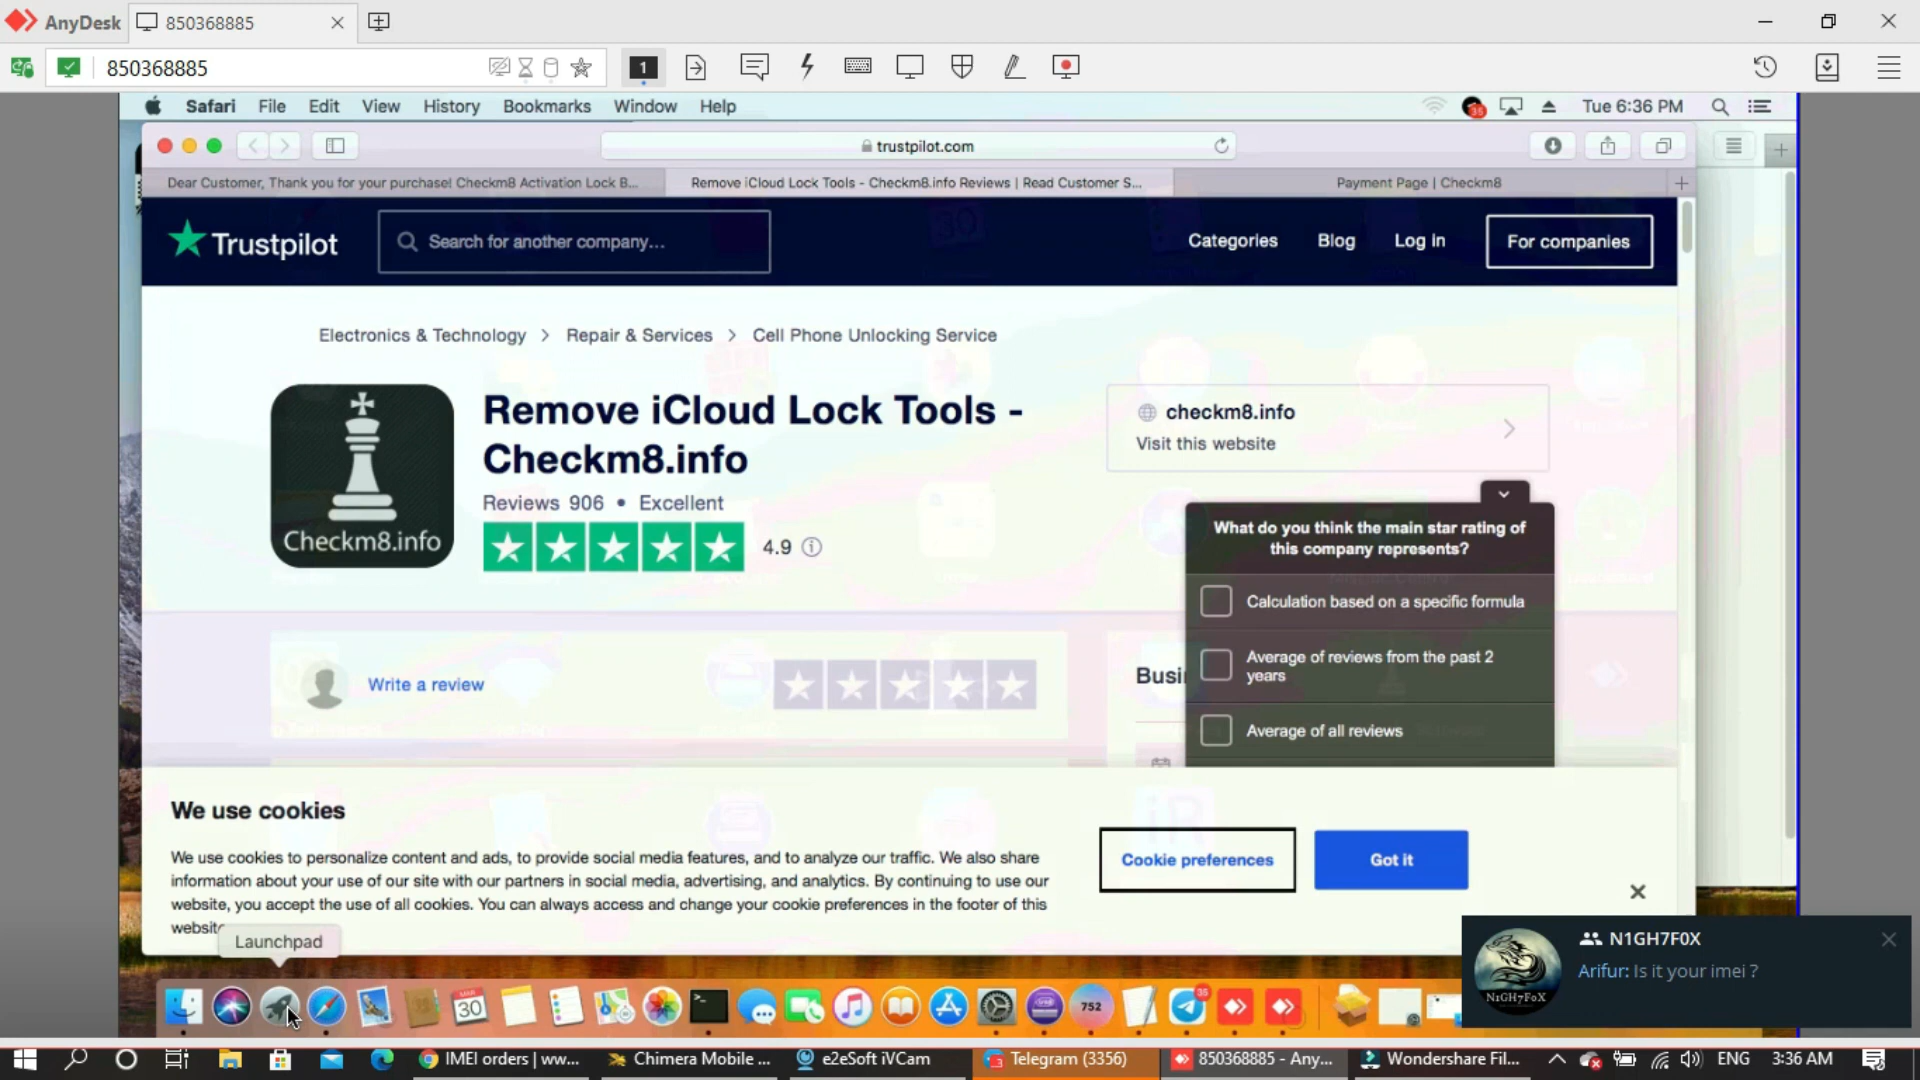 AnyDesk
850368885
850368885
1
Safari File Edit View History Bookmarks Window Help
Tue 6:36 PM
trustpilot.com
Dear Customer, Thank you for your purchase! Checkm8 Activation Lock B...
Remove iCloud Lock Tools - Checkm8.info Reviews | Read Customer S...
Payment Page | Checkm8
Trustpilot
Search for another company...
Categories
Blog
Log in
For companies
Electronics & Technology > Repair & Services > Cell Phone Unlocking Service
Checkm8.info
Remove iCloud Lock Tools -
Checkm8.info
Reviews 906 • Excellent
4.9
checkm8.info
Visit this website
What do you think the main star rating of
this company represents?
Calculation based on a specific formula
Average of reviews from the past 2
years
Average of all reviews
Write a review
Busi
We use cookies
We use cookies to personalize content and ads, to provide social media features, and to analyze our traffic. We also share
information about your use of our site with our partners in social media, advertising, and analytics. By continuing to use our
website, you accept the use of all cookies. You can always access and change your cookie preferences in the footer of this
website
Cookie preferences
Got it
Launchpad
N1GH7F0X
N1GH7F0X
Arifur: Is it your imei ?
MAR
30
752
35
IMEI orders | ww...
Chimera Mobile ...
e2eSoft iVCam
Telegram (3356)
850368885 - Any...
Wondershare Fil...
ENG
3:36 AM